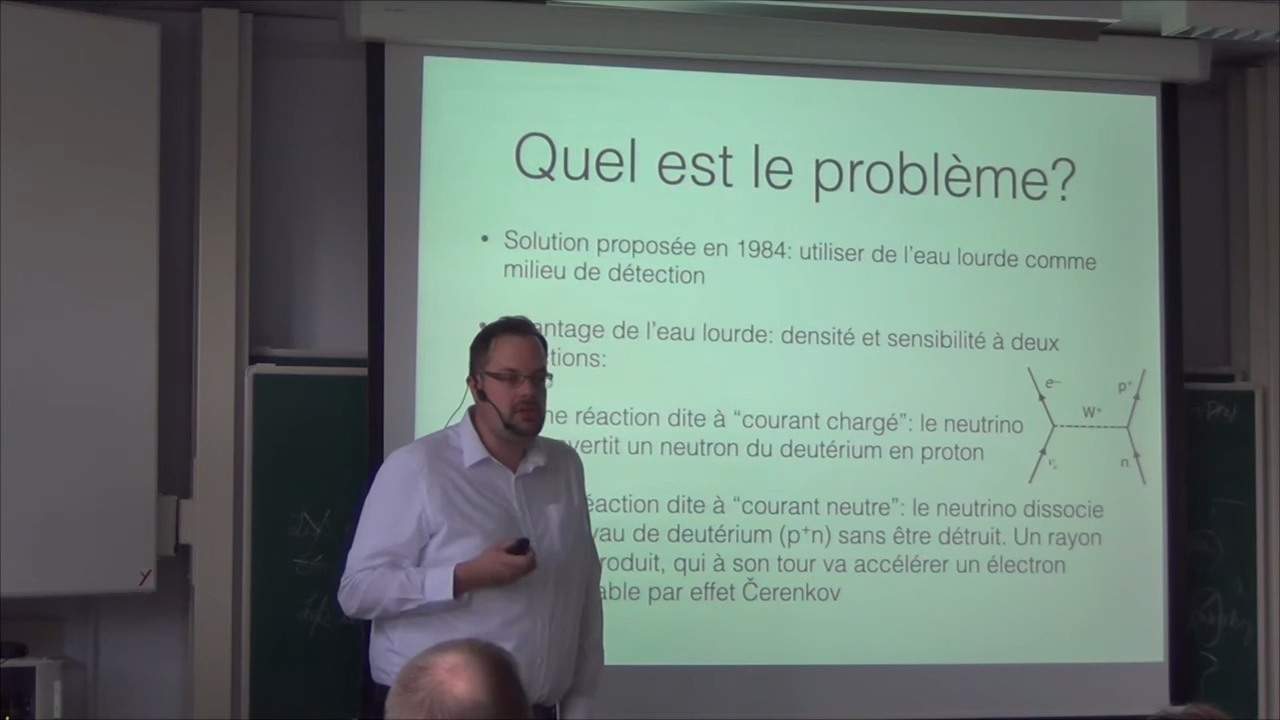 Quel est le problème?
• Solution proposée en 1984: utiliser de l'eau lourde comme
milieu de détection
de l'eau lourde: densité et sensibilité à deux
réaction dite à “courant chargé”: le neutrino
un neutron du deutérium en proton
e⁻
p⁺
W⁺
n
dite à “courant neutre”: le neutrino dissocie
de deutérium (p⁺n) sans être détruit. Un rayon
qui à son tour va accélérer un électron
par effet Čerenkov